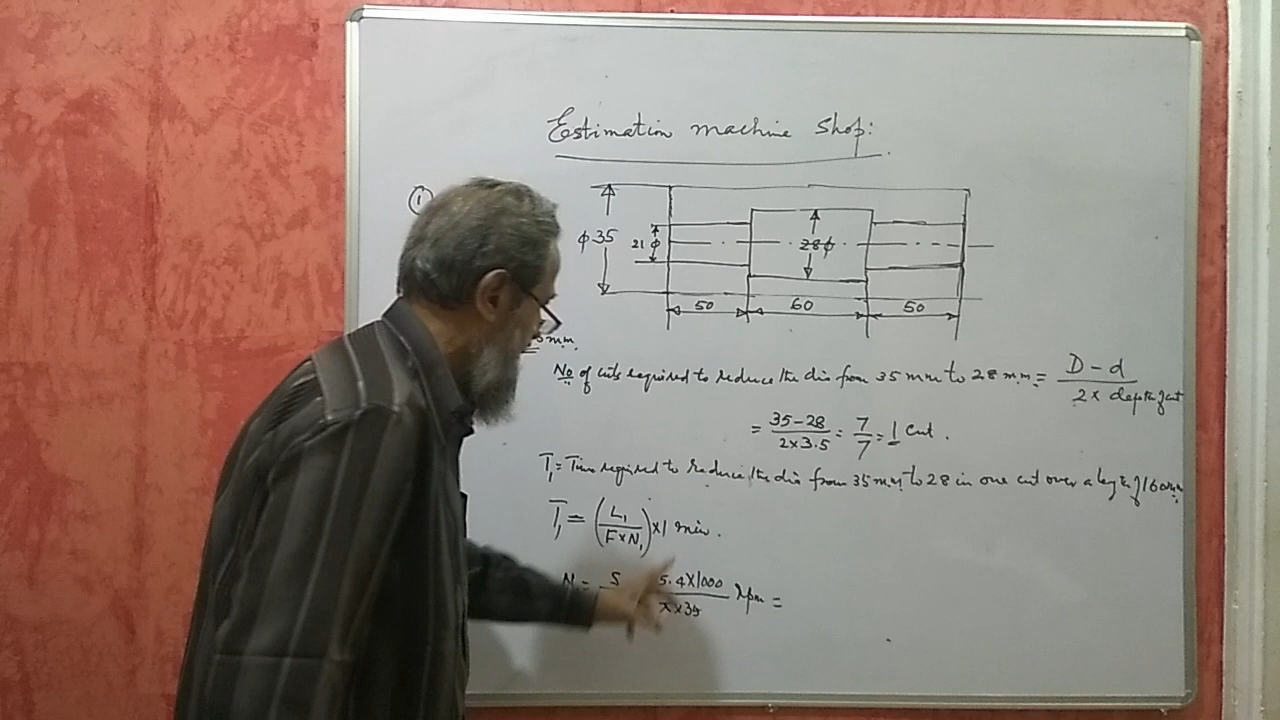 Estimation machine shop:
①
ϕ35
21ϕ
28ϕ
50
60
50
mm.
No of cuts required to reduce the dia from 35 mm to 28 mm = D-d / 2× depth of cut
= 35-28 / 2×3.5 = 7/7 = 1 cut.
T₁ = Time required to reduce the dia from 35 mm to 28 in one cut over a length of 160mm
T₁ = (L₁ / F×N₁) ×1 min.
N = S 5.4×1000 / π×35 rpm =